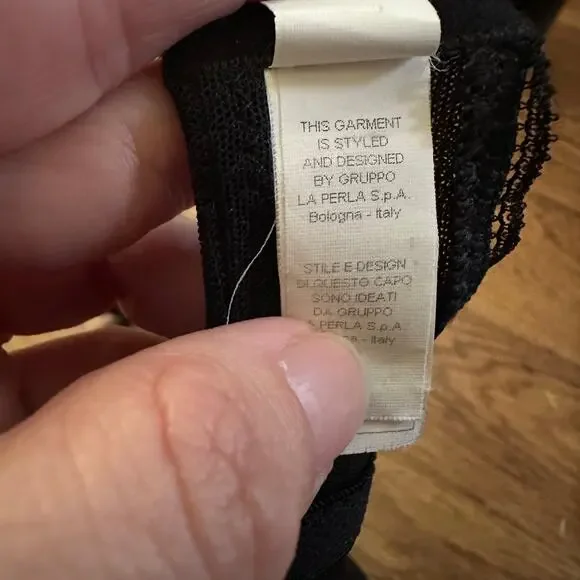 THIS GARMENT
IS STYLED
AND DESIGNED
BY GRUPPO
LA PERLA S.p.A.
Bologna - Italy
STILE E DESIGN
DI QUESTO CAPO
SONO IDEATI
DA GRUPPO
PERLA S.p.A.
- Italy